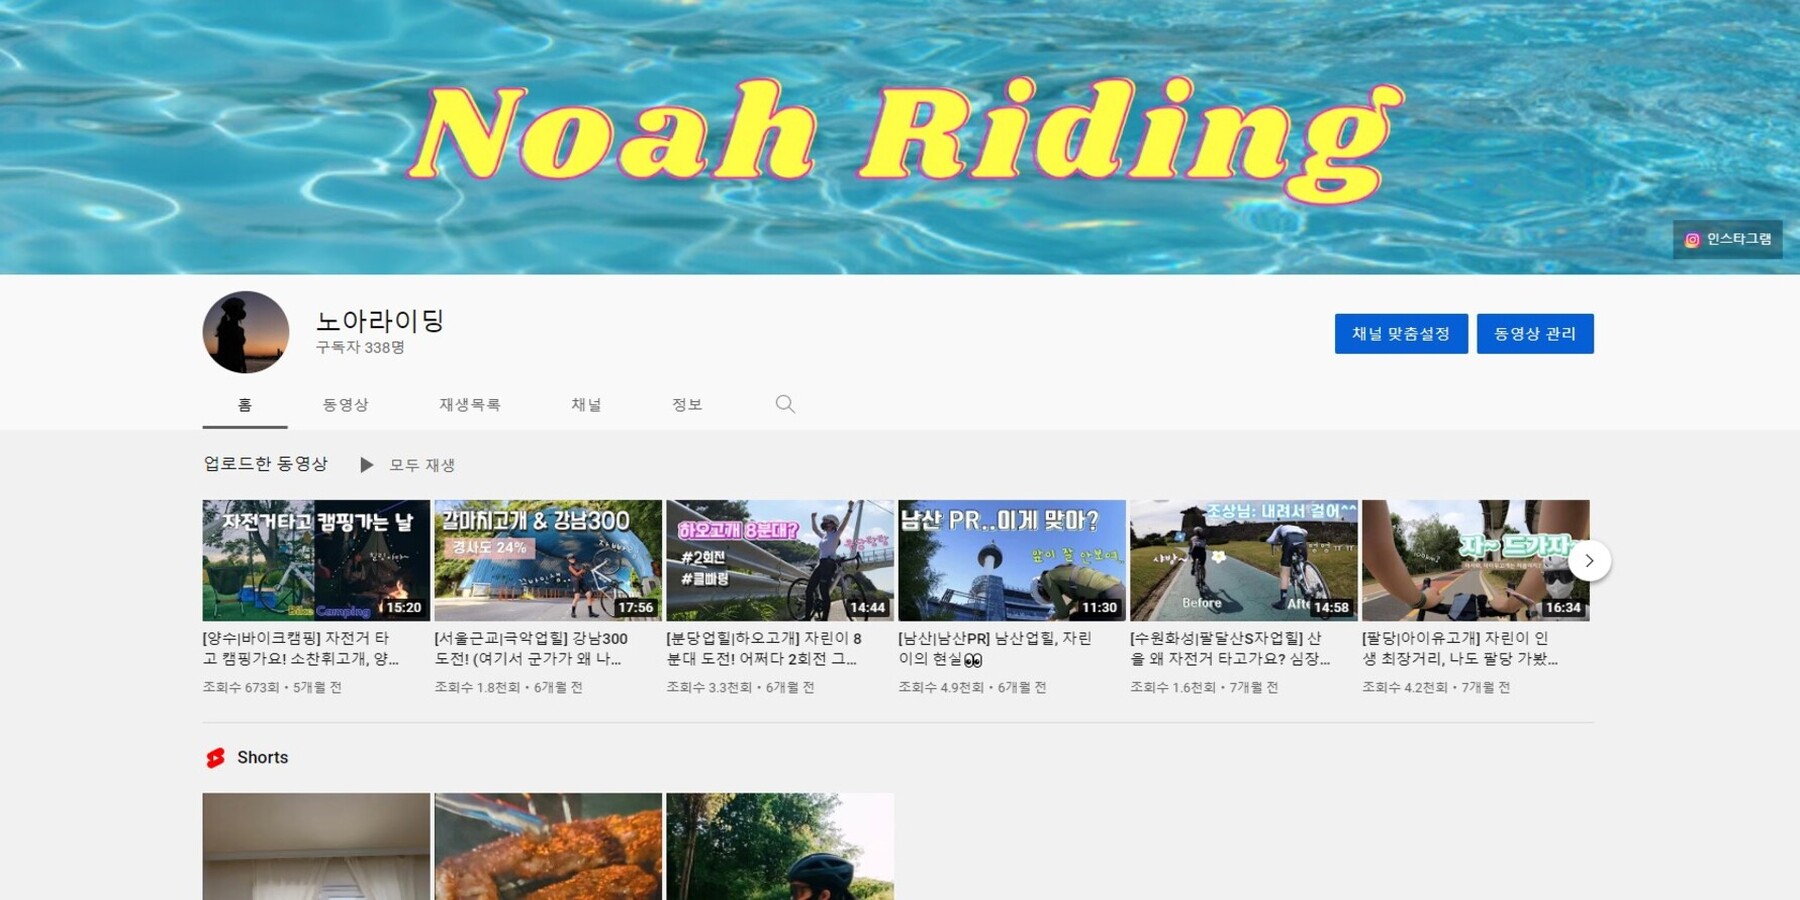 Noah Riding
인스타그램
노아라이딩
구독자 338명
채널 맞춤설정
동영상 관리
홈
동영상
재생목록
채널
정보
업로드한 동영상
모두 재생
자전거타고 캠핑가는 날
Bike Camping
15:20
갈마치고개 & 강남300
경사도 24%
17:56
하오고개 8분대?
#2회전
#클빠링
14:44
남산 PR..이게 맞아?
앞이 잘 안보여..
11:30
조상님: 내려서 걸어^^
샤방~
Before
Afte
14:58
자~ 드가자~
16:34
[양수|바이크캠핑] 자전거 타
고 캠핑가요! 소찬휘고개, 양...
조회수 673회 • 5개월 전
[서울근교|극악업힐] 강남300
도전! (여기서 군가가 왜 나...
조회수 1.8천회 • 6개월 전
[분당업힐|하오고개] 자린이 8
분대 도전! 어쩌다 2회전 그...
조회수 3.3천회 • 6개월 전
[남산|남산PR] 남산업힐, 자린
이의 현실👀
조회수 4.9천회 • 6개월 전
[수원화성|팔달산S자업힐] 산
을 왜 자전거 타고가요? 심장...
조회수 1.6천회 • 7개월 전
[팔당|아이유고개] 자린이 인
생 최장거리, 나도 팔당 가봤...
조회수 4.2천회 • 7개월 전
Shorts